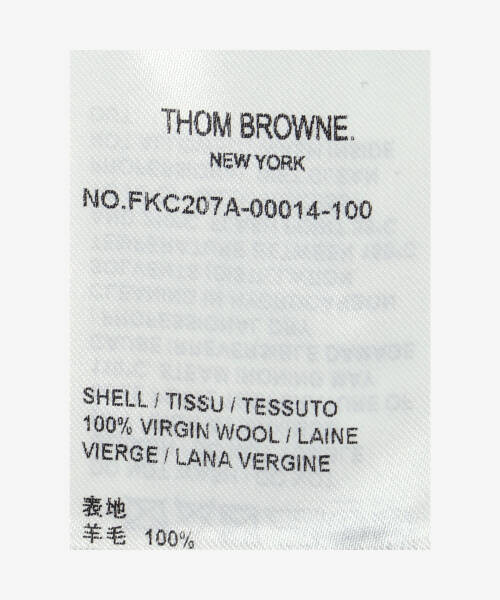 THOM BROWNE.
NEW YORK
NO.FKC207A-00014-100
SHELL / TISSU / TESSUTO
100% VIRGIN WOOL / LAINE
VIERGE / LANA VERGINE
表地
羊毛 100%